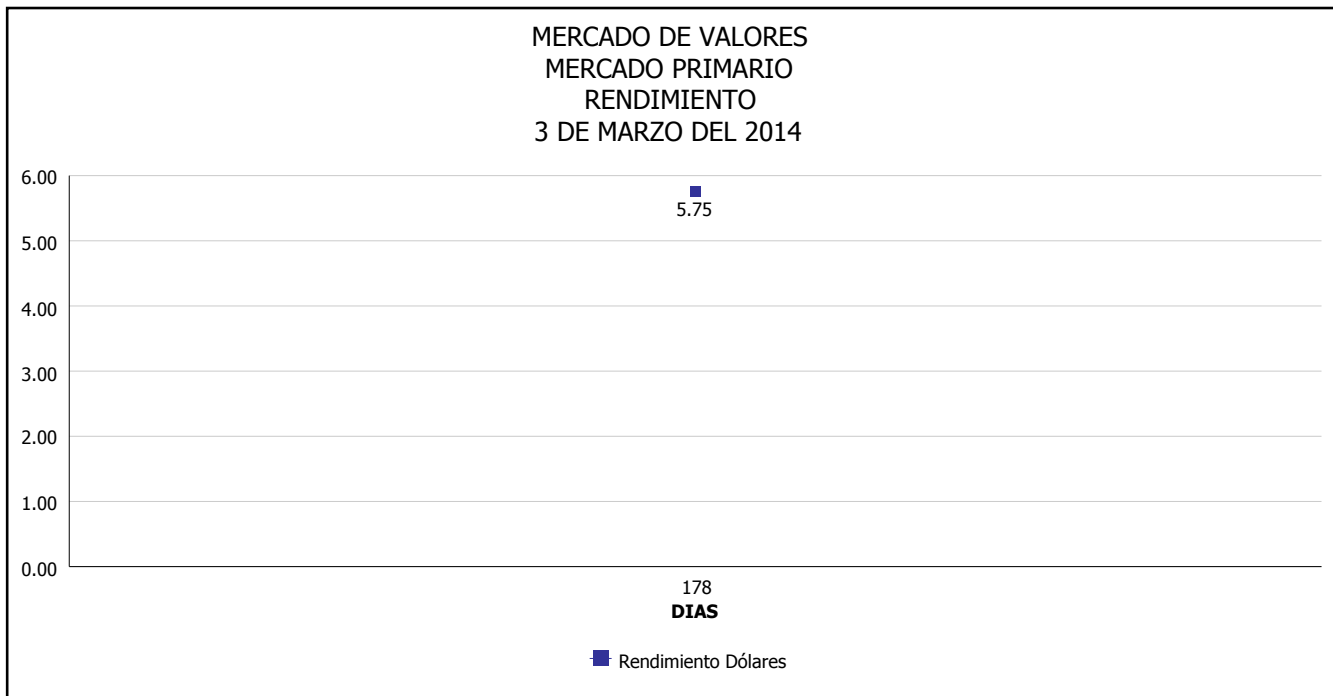 MERCADO DE VALORES
MERCADO PRIMARIO
RENDIMIENTO
3 DE MARZO DEL 2014
6.00
5.75
5.00
4.00
3.00
2.00
1.00
0.00
178
DIAS
Rendimiento Dólares